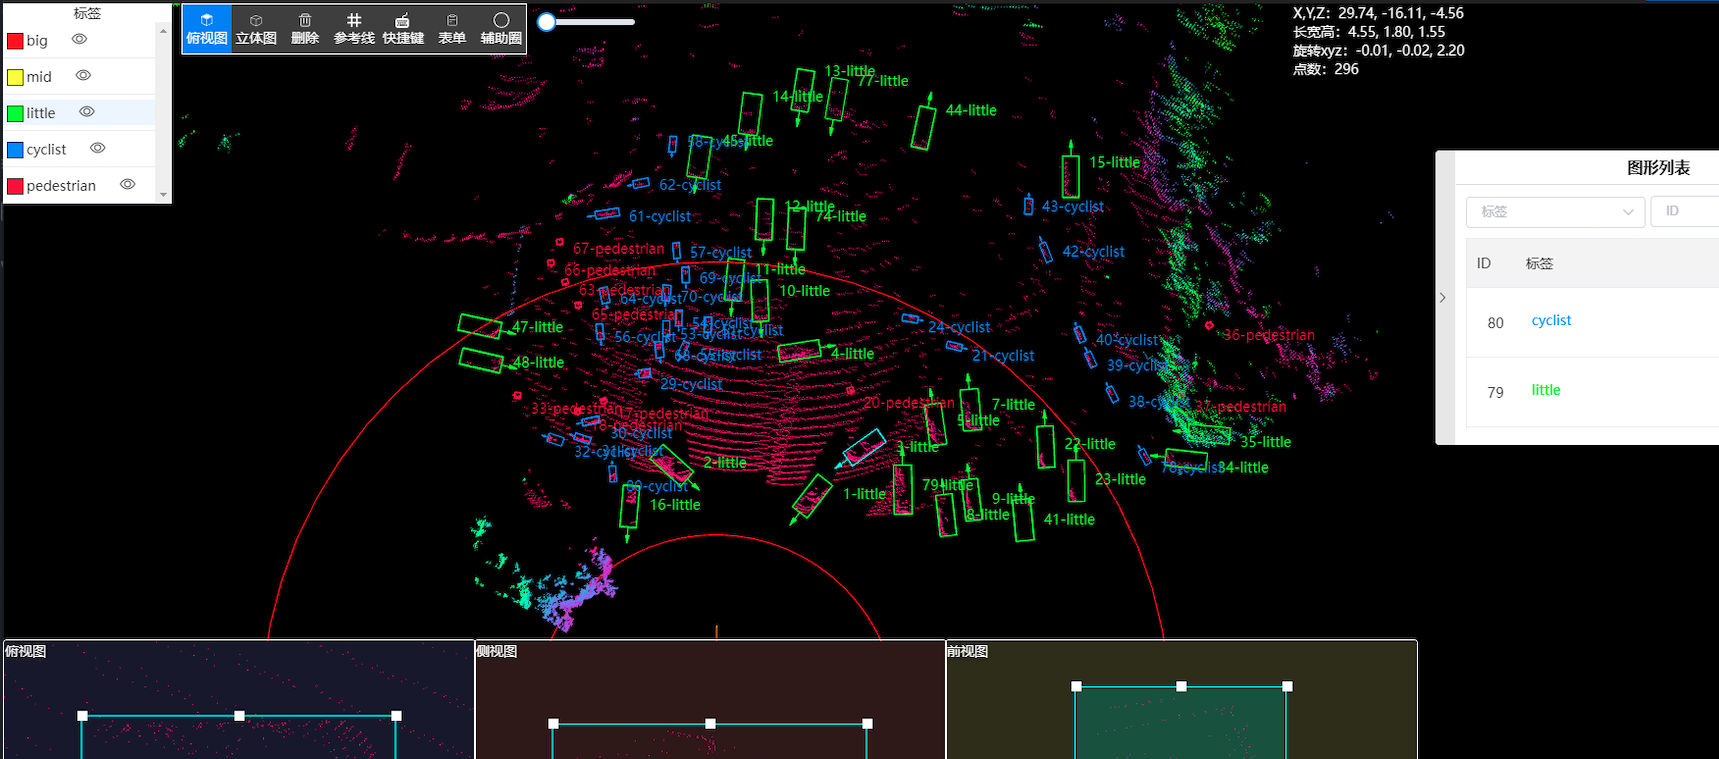 标签
big
mid
little
cyclist
pedestrian
俯视图 立体图 删除 参考线 快捷键 表单 辅助圈
X,Y,Z: 29.74, -16.11, -4.56
长宽高: 4.55, 1.80, 1.55
旋转xyz: -0.01, -0.02, 2.20
点数: 296
13-little
77-little
14-little
44-little
45-little
58-cyclist
15-little
62-cyclist
12-little
43-cyclist
61-cyclist
74-little
67-pedestrian
57-cyclist
42-cyclist
66-pedestrian
11-little
69-cyclist
63-pedestrian
10-little
64-cyclist
70-cyclist
65-pedestrian
47-little
56-cyclist
53-cyclist
24-cyclist
36-pedestrian
40-cyclist
48-little
4-little
21-cyclist
39-cyclist
29-cyclist
33-pedestrian
20-pedestrian
7-little
38-cyclist
37-pedestrian
5-little
30-cyclist
22-little
35-little
32-cyclist
3-little
2-little
78-cyclist
34-little
23-little
79-little
1-little
9-little
16-little
8-little
41-little
图形列表
标签
ID
ID 标签
80 cyclist
79 little
俯视图
侧视图
前视图